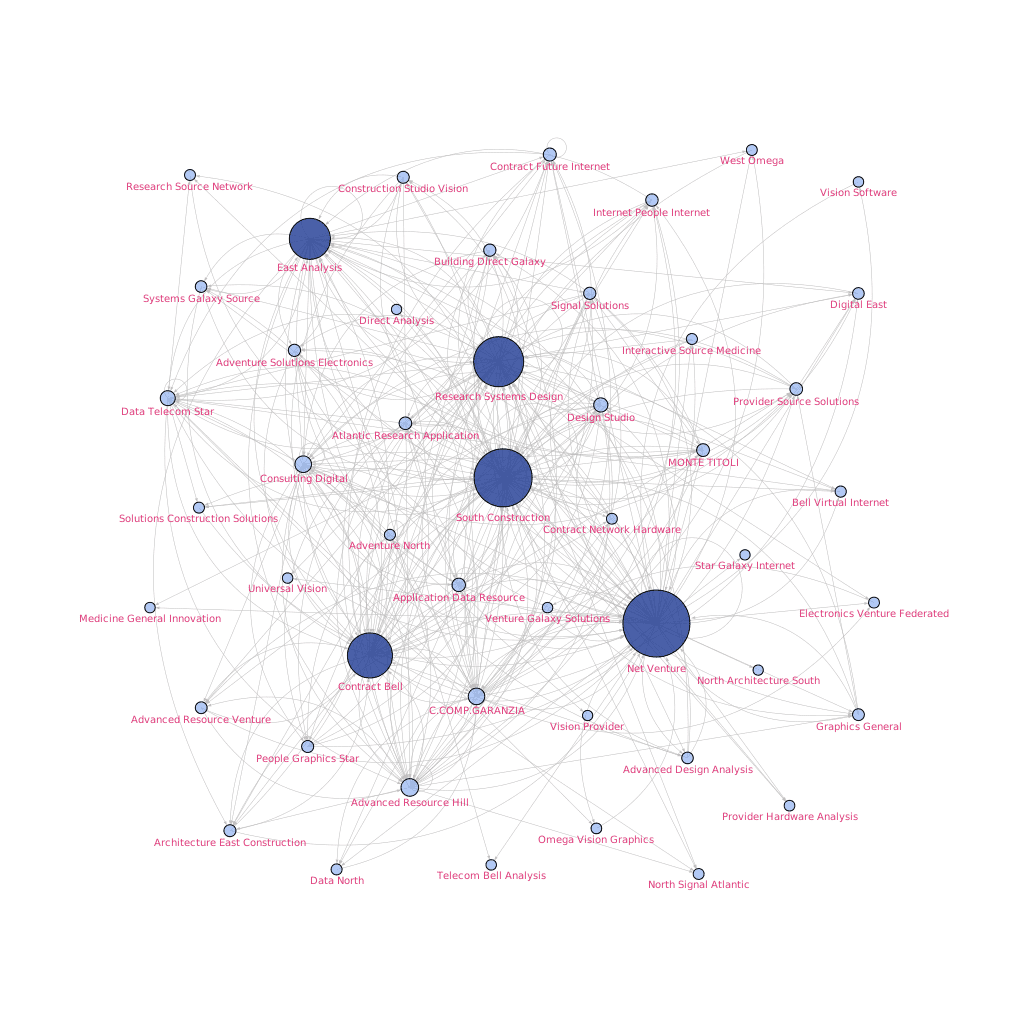 West Omega
Contract Future Internet
Research Source Network
Construction Studio Vision
Vision Software
Internet People Internet
Building Direct Galaxy
East Analysis
Systems Galaxy Source
Signal Solutions
Digital East
Direct Analysis
Interactive Source Medicine
Adventure Solutions Electronics
Research Systems Design
Provider Source Solutions
Data Telecom Star
Design Studio
Atlantic Research Application
MONTE TITOLI
Consulting Digital
Bell Virtual Internet
Solutions Construction Solutions
South Construction
Contract Network Hardware
Adventure North
Star Galaxy Internet
Universal Vision
Application Data Resource
Electronics Venture Federated
Medicine General Innovation
Venture Galaxy Solutions
Net Venture
North Architecture South
Contract Bell
C.COMP.GARANZIA
Advanced Resource Venture
Vision Provider
Graphics General
People Graphics Star
Advanced Design Analysis
Advanced Resource Hill
Provider Hardware Analysis
Architecture East Construction
Omega Vision Graphics
Telecom Bell Analysis
Data North
North Signal Atlantic